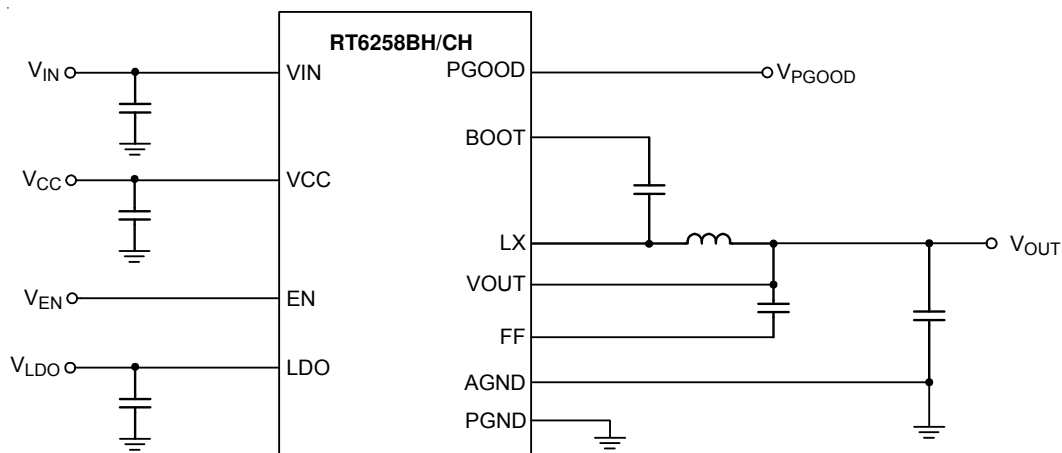 RT6258BH/CH
VIN
VIN
PGOOD
VPGOOD
BOOT
VCC
VCC
LX
VOUT
VOUT
VEN
EN
FF
VLDO
LDO
AGND
PGND